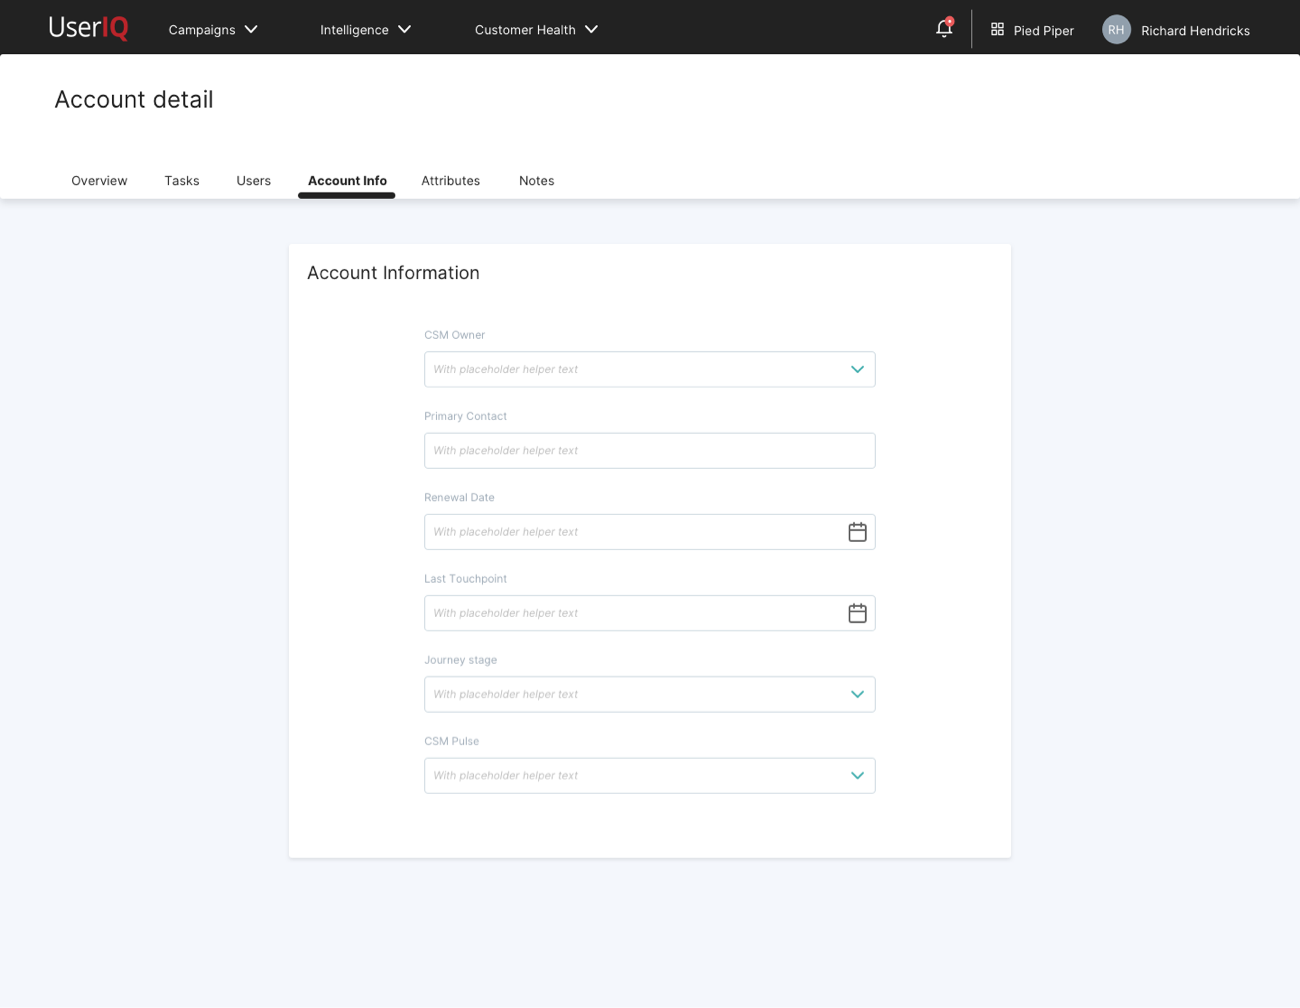 UserIQ Campaigns Intelligence Customer Health Pied Piper RH Richard Hendricks
Account detail
Overview Tasks Users Account Info Attributes Notes
Account Information
CSM Owner
With placeholder helper text
Primary Contact
With placeholder helper text
Renewal Date
With placeholder helper text
Last Touchpoint
With placeholder helper text
Journey stage
With placeholder helper text
CSM Pulse
With placeholder helper text